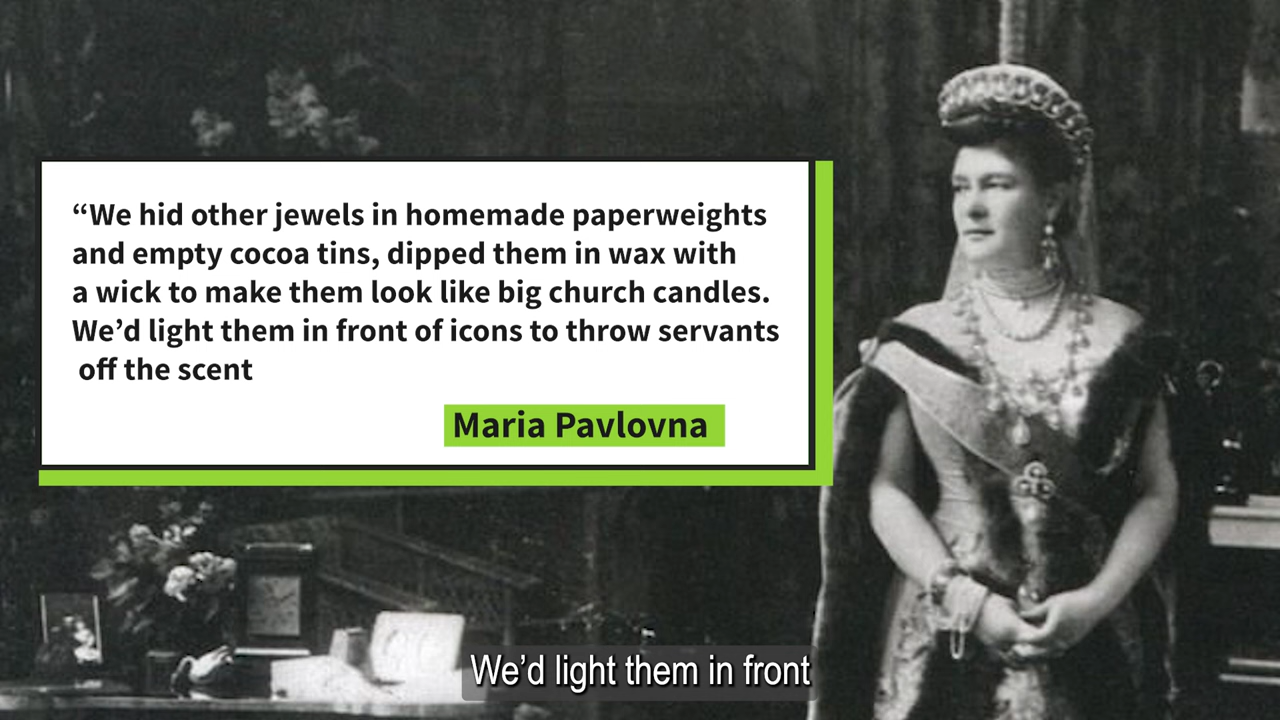 “We hid other jewels in homemade paperweights
and empty cocoa tins, dipped them in wax with
a wick to make them look like big church candles.
We’d light them in front of icons to throw servants
off the scent
Maria Pavlovna
We’d light them in front